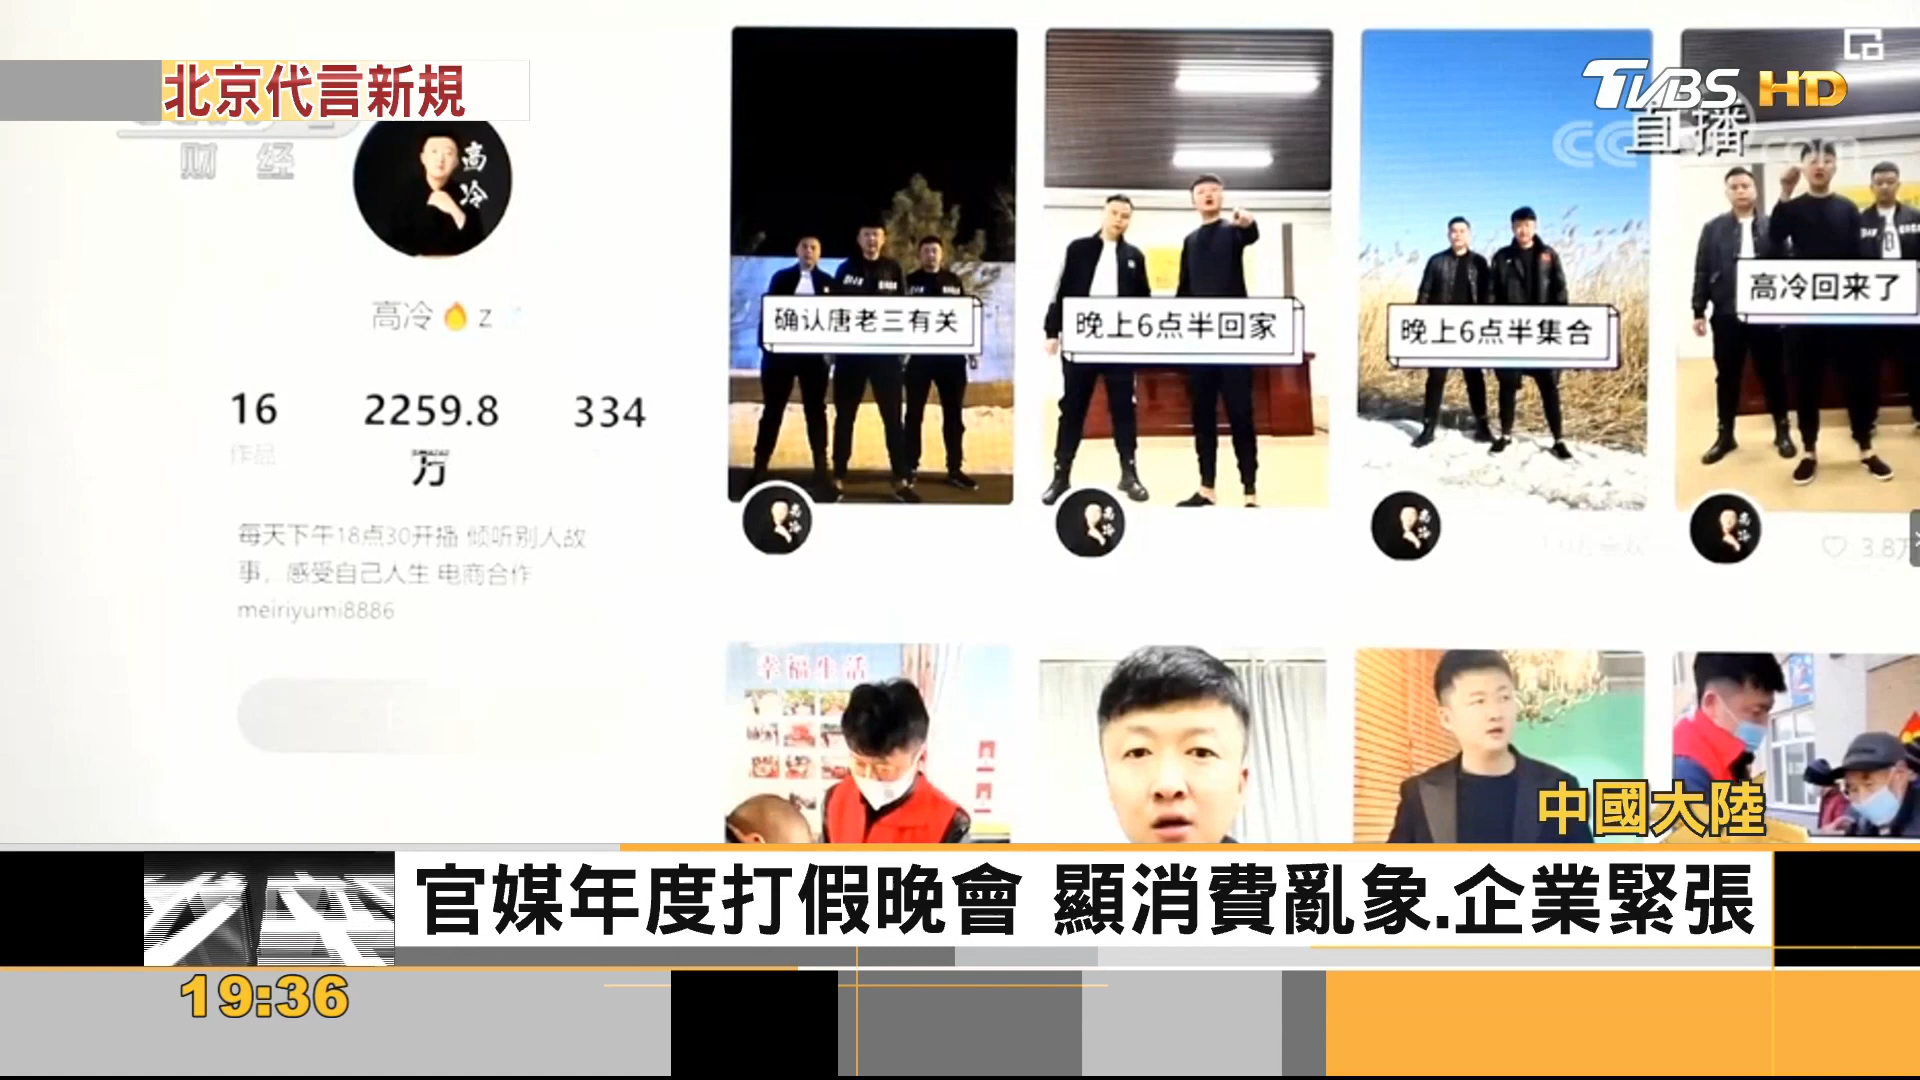 北京代言新規
TVBS HD
直播
财经
高冷
高冷 z
16
2259.8
334
作品
万
每天下午18点30开播 倾听别人故
事，感受自己人生 电商合作
meiriyumi8886
确认唐老三有关
晚上6点半回家
晚上6点半集合
高冷回来了
3.8万
幸福生活
中國大陸
官媒年度打假晚會 顯消費亂象.企業緊張
19:36